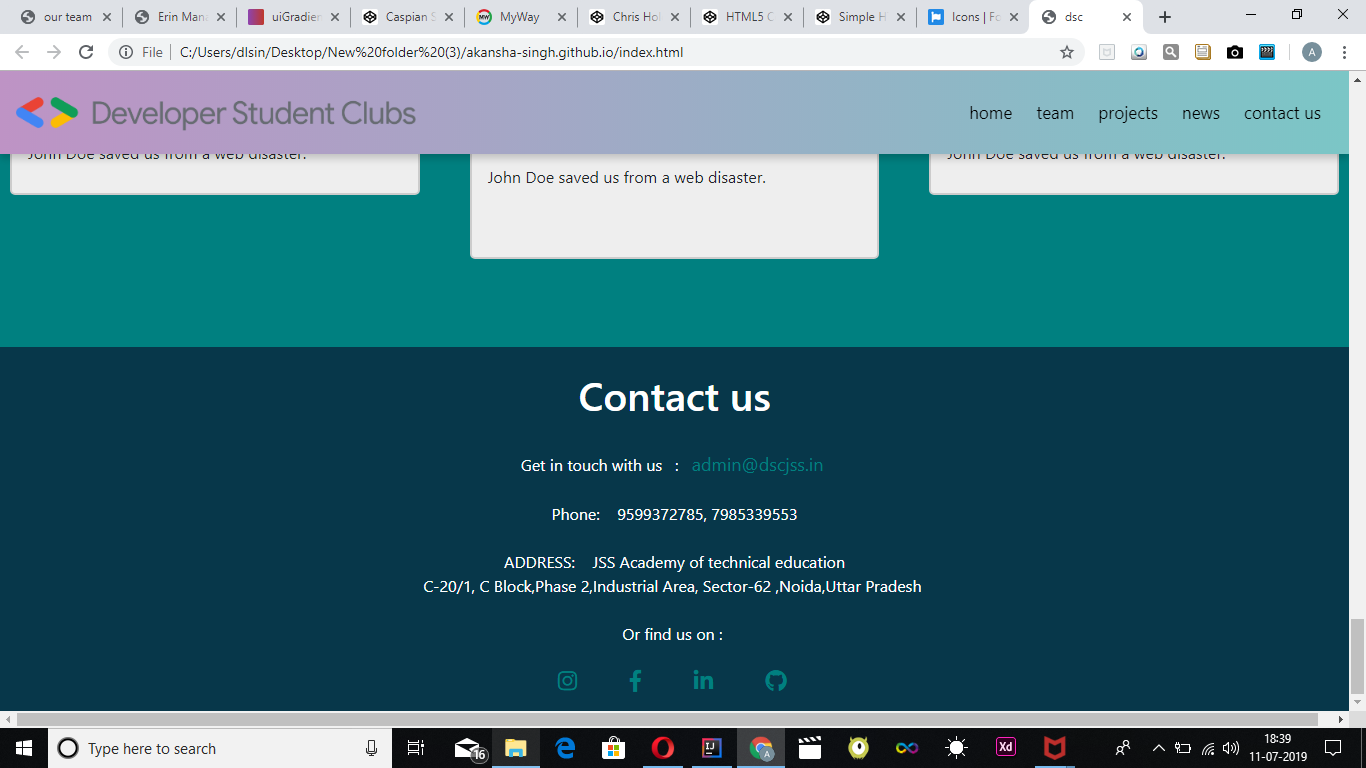 our team
Erin Man
uiGradien
Caspian S
MyWay
Chris Hol
HTML5 C
Simple H
Icons | Fo
dsc
File
C:/Users/dlsin/Desktop/New%20folder%20(3)/akansha-singh.github.io/index.html
A
Developer Student Clubs
home team projects news contact us
John Doe saved us from a web disaster.
John Doe saved us from a web disaster.
John Doe saved us from a web disaster.
Contact us
Get in touch with us : admin@dscjss.in
Phone: 9599372785, 7985339553
ADDRESS: JSS Academy of technical education
C-20/1, C Block,Phase 2,Industrial Area, Sector-62 ,Noida,Uttar Pradesh
Or find us on :
Type here to search
16
IJ
A
Xd
18:39
11-07-2019